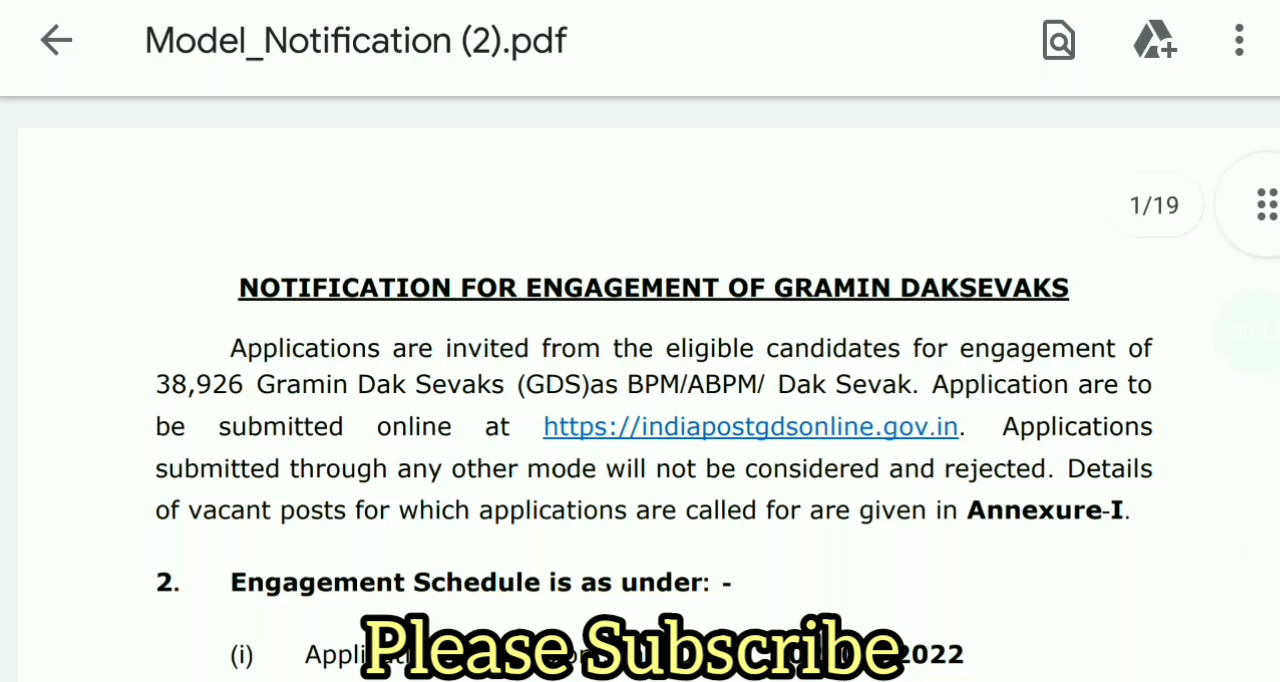 Model_Notification (2).pdf
1/19
NOTIFICATION FOR ENGAGEMENT OF GRAMIN DAKSEVAKS
Applications are invited from the eligible candidates for engagement of
38,926 Gramin Dak Sevaks (GDS)as BPM/ABPM/ Dak Sevak. Application are to
be submitted online at https://indiapostgdsonline.gov.in. Applications
submitted through any other mode will not be considered and rejected. Details
of vacant posts for which applications are called for are given in Annexure-I.
2. Engagement Schedule is as under: -
(i) 2022
Please Subscribe